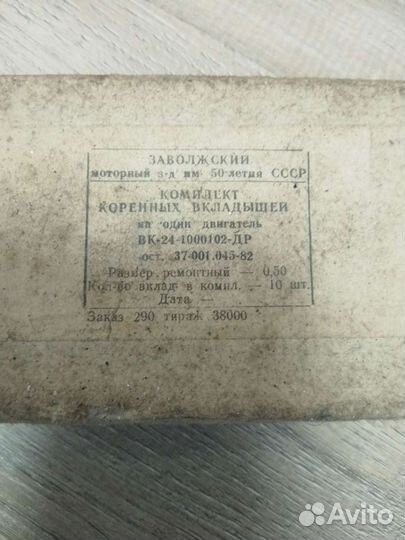 ЗАВОЛЖСКИЙ
моторный з-д им 50-летия СССР
КОМПЛЕКТ
КОРЕННЫХ ВКЛАДЫШЕЙ
на один двигатель
ВК-24-1000102-ДР
ост. 37-001.045-82
— Размер ремонтный — 0,50
Кол-во вклад в компл. — 10 шт.
— Дата —
Заказ 290 тираж 38000
Avito